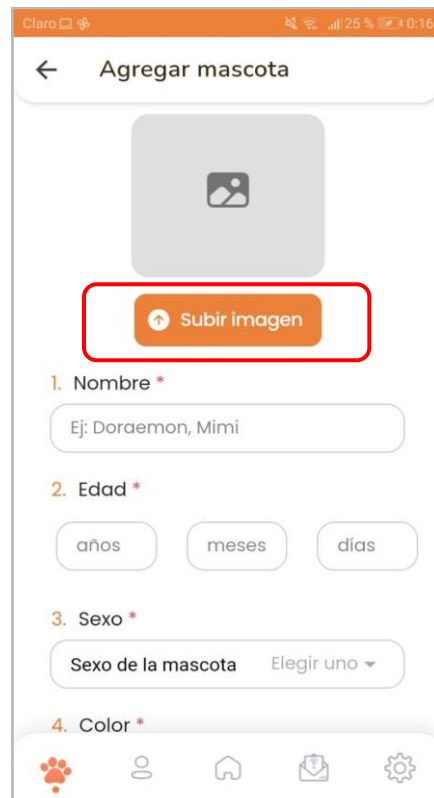 Claro 25 % 0:16
Agregar mascota
Subir imagen
1. Nombre *
Ej: Doraemon, Mimi
2. Edad *
años meses días
3. Sexo *
Sexo de la mascota Elegir uno
4. Color *